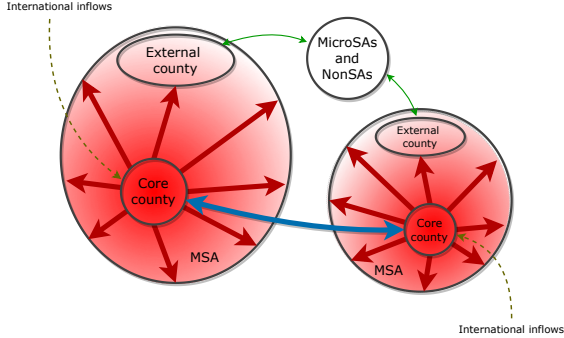 International inflows
External
county
MicroSAs
and
NonSAs
External
county
Core
county
Core
county
MSA
MSA
International inflows